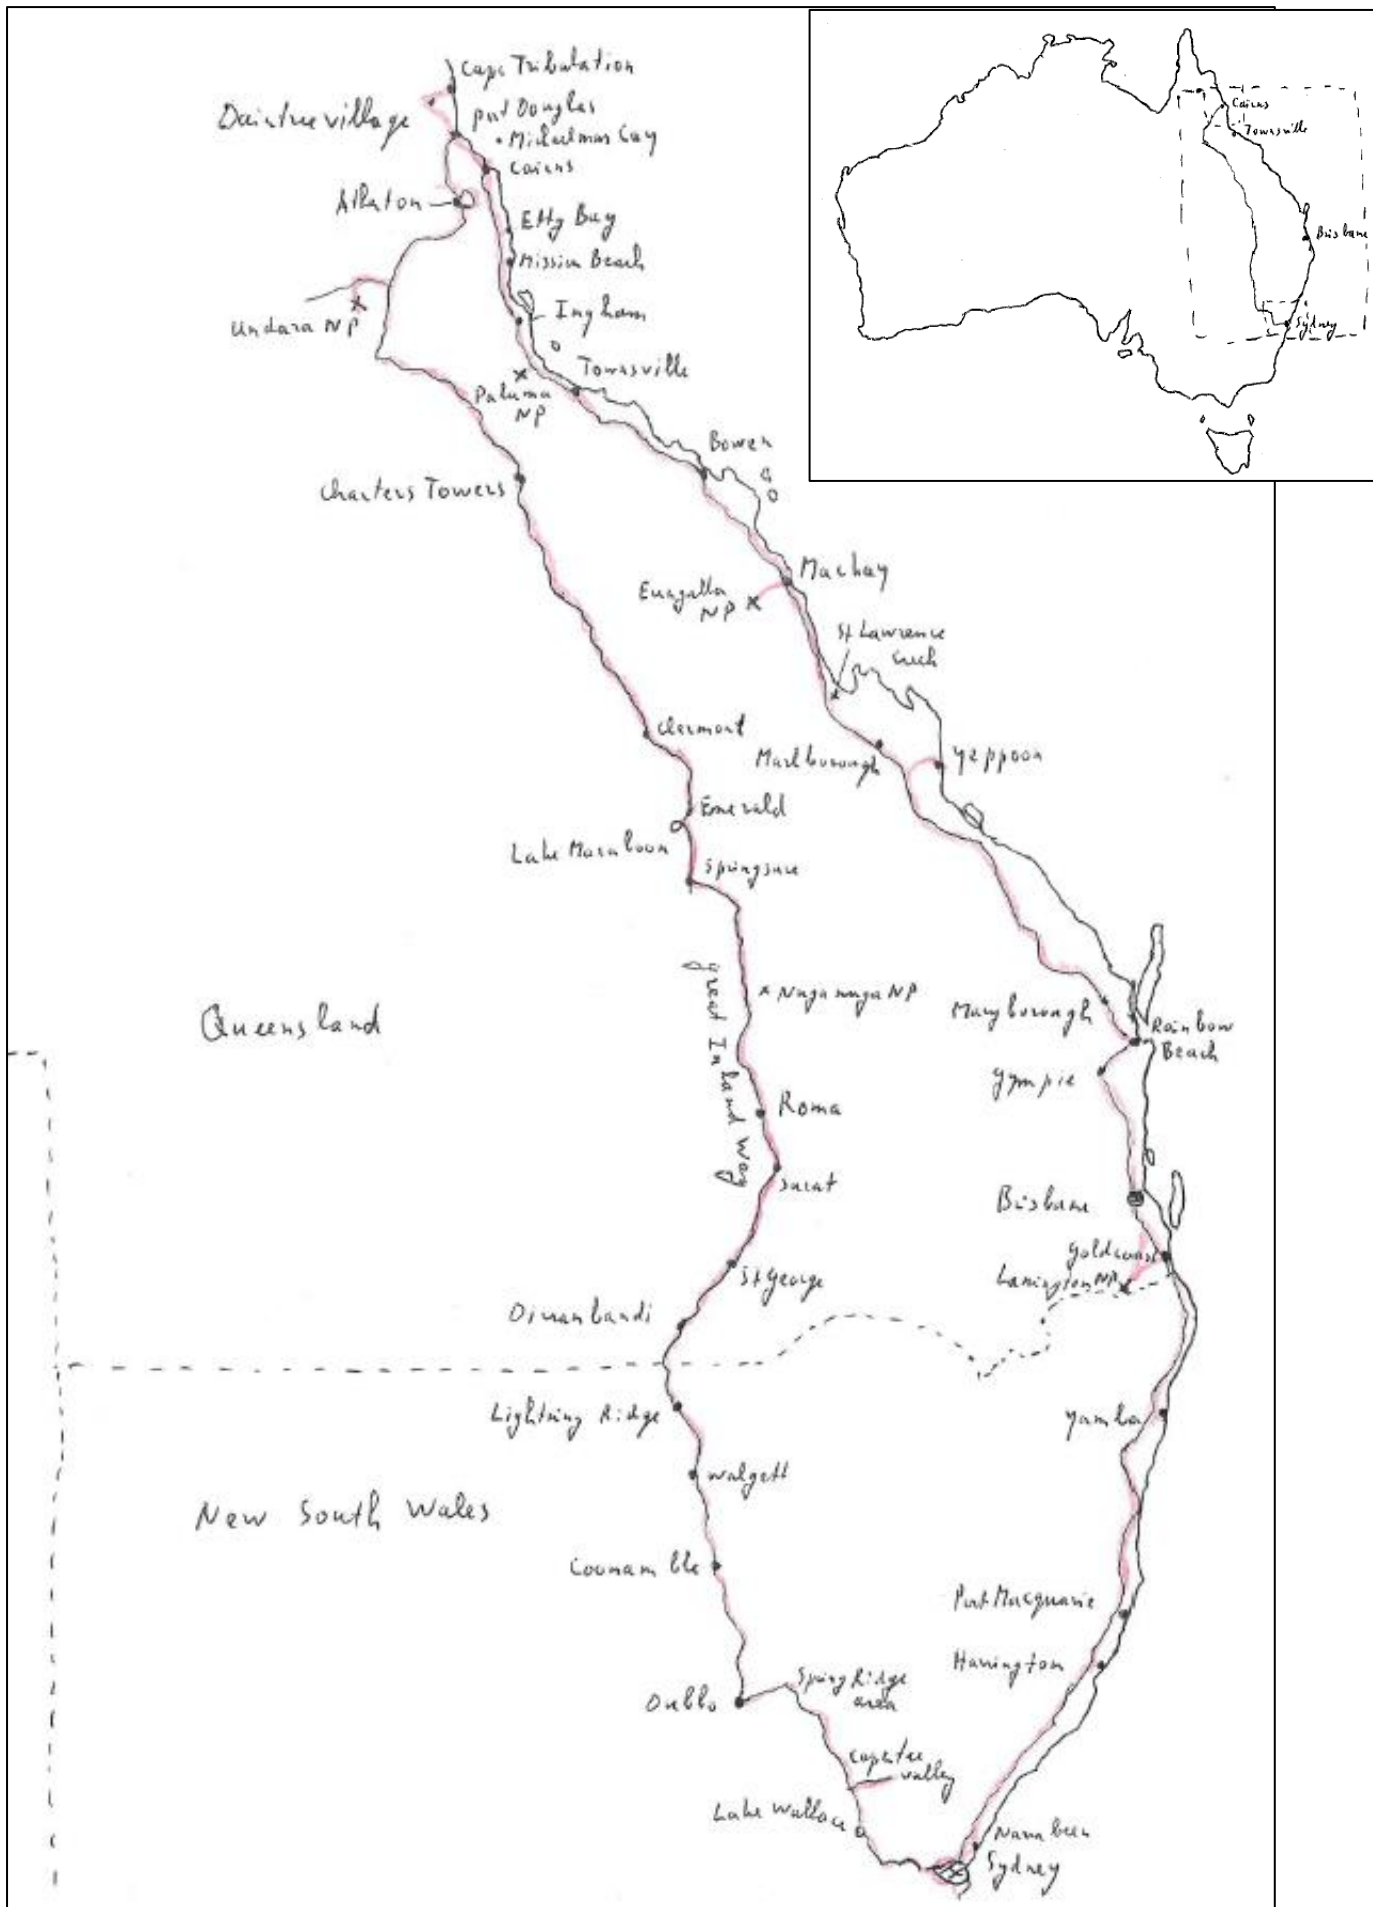 Cape Tribulation
Port Douglas
Daintree village
Michaelmas Cay
Cairns
Atherton
Etty Bay
Mission Beach
Ingham
Undara NP
Townsville
Paluma
NP
Bowen
Charters Towers
Mackay
Eungella
NP
St Lawrence
creek
Clermont
Marlborough
Yeppoon
Emerald
Lake Maraboon
Springsure
great Inland Way
Nuga nuga NP
Queensland
Maryborough
Rainbow
Beach
Gympie
Roma
Surat
Brisbane
Goldcoast
Lamington NP
St George
Dirranbandi
Lightning Ridge
Yamba
Walgett
New South Wales
Coonamble
Port Macquarie
Harrington
Spring Ridge
area
Dubbo
Capertee
valley
Lake Wallace
Sydney
Cairns
Townsville
Brisbane
Sydney